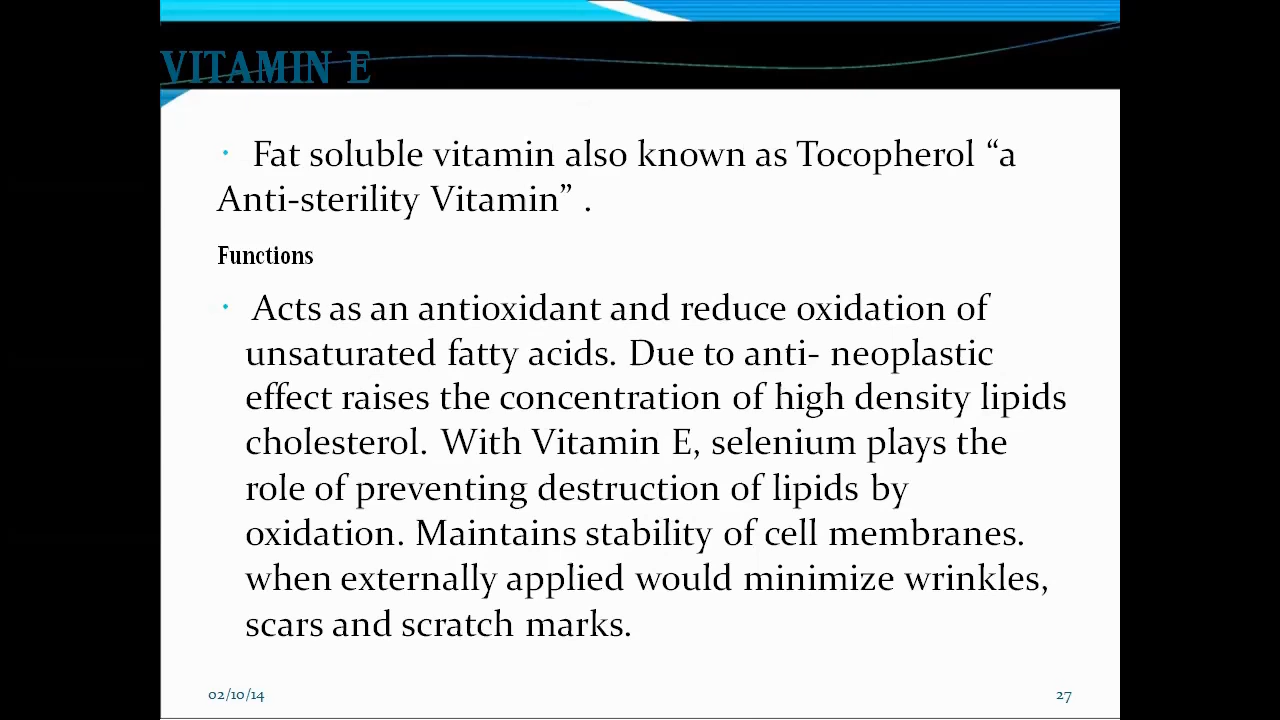 VITAMIN E
• Fat soluble vitamin also known as Tocopherol “a
Anti-sterility Vitamin” .
Functions
• Acts as an antioxidant and reduce oxidation of
unsaturated fatty acids. Due to anti- neoplastic
effect raises the concentration of high density lipids
cholesterol. With Vitamin E, selenium plays the
role of preventing destruction of lipids by
oxidation. Maintains stability of cell membranes.
when externally applied would minimize wrinkles,
scars and scratch marks.
02/10/14
27